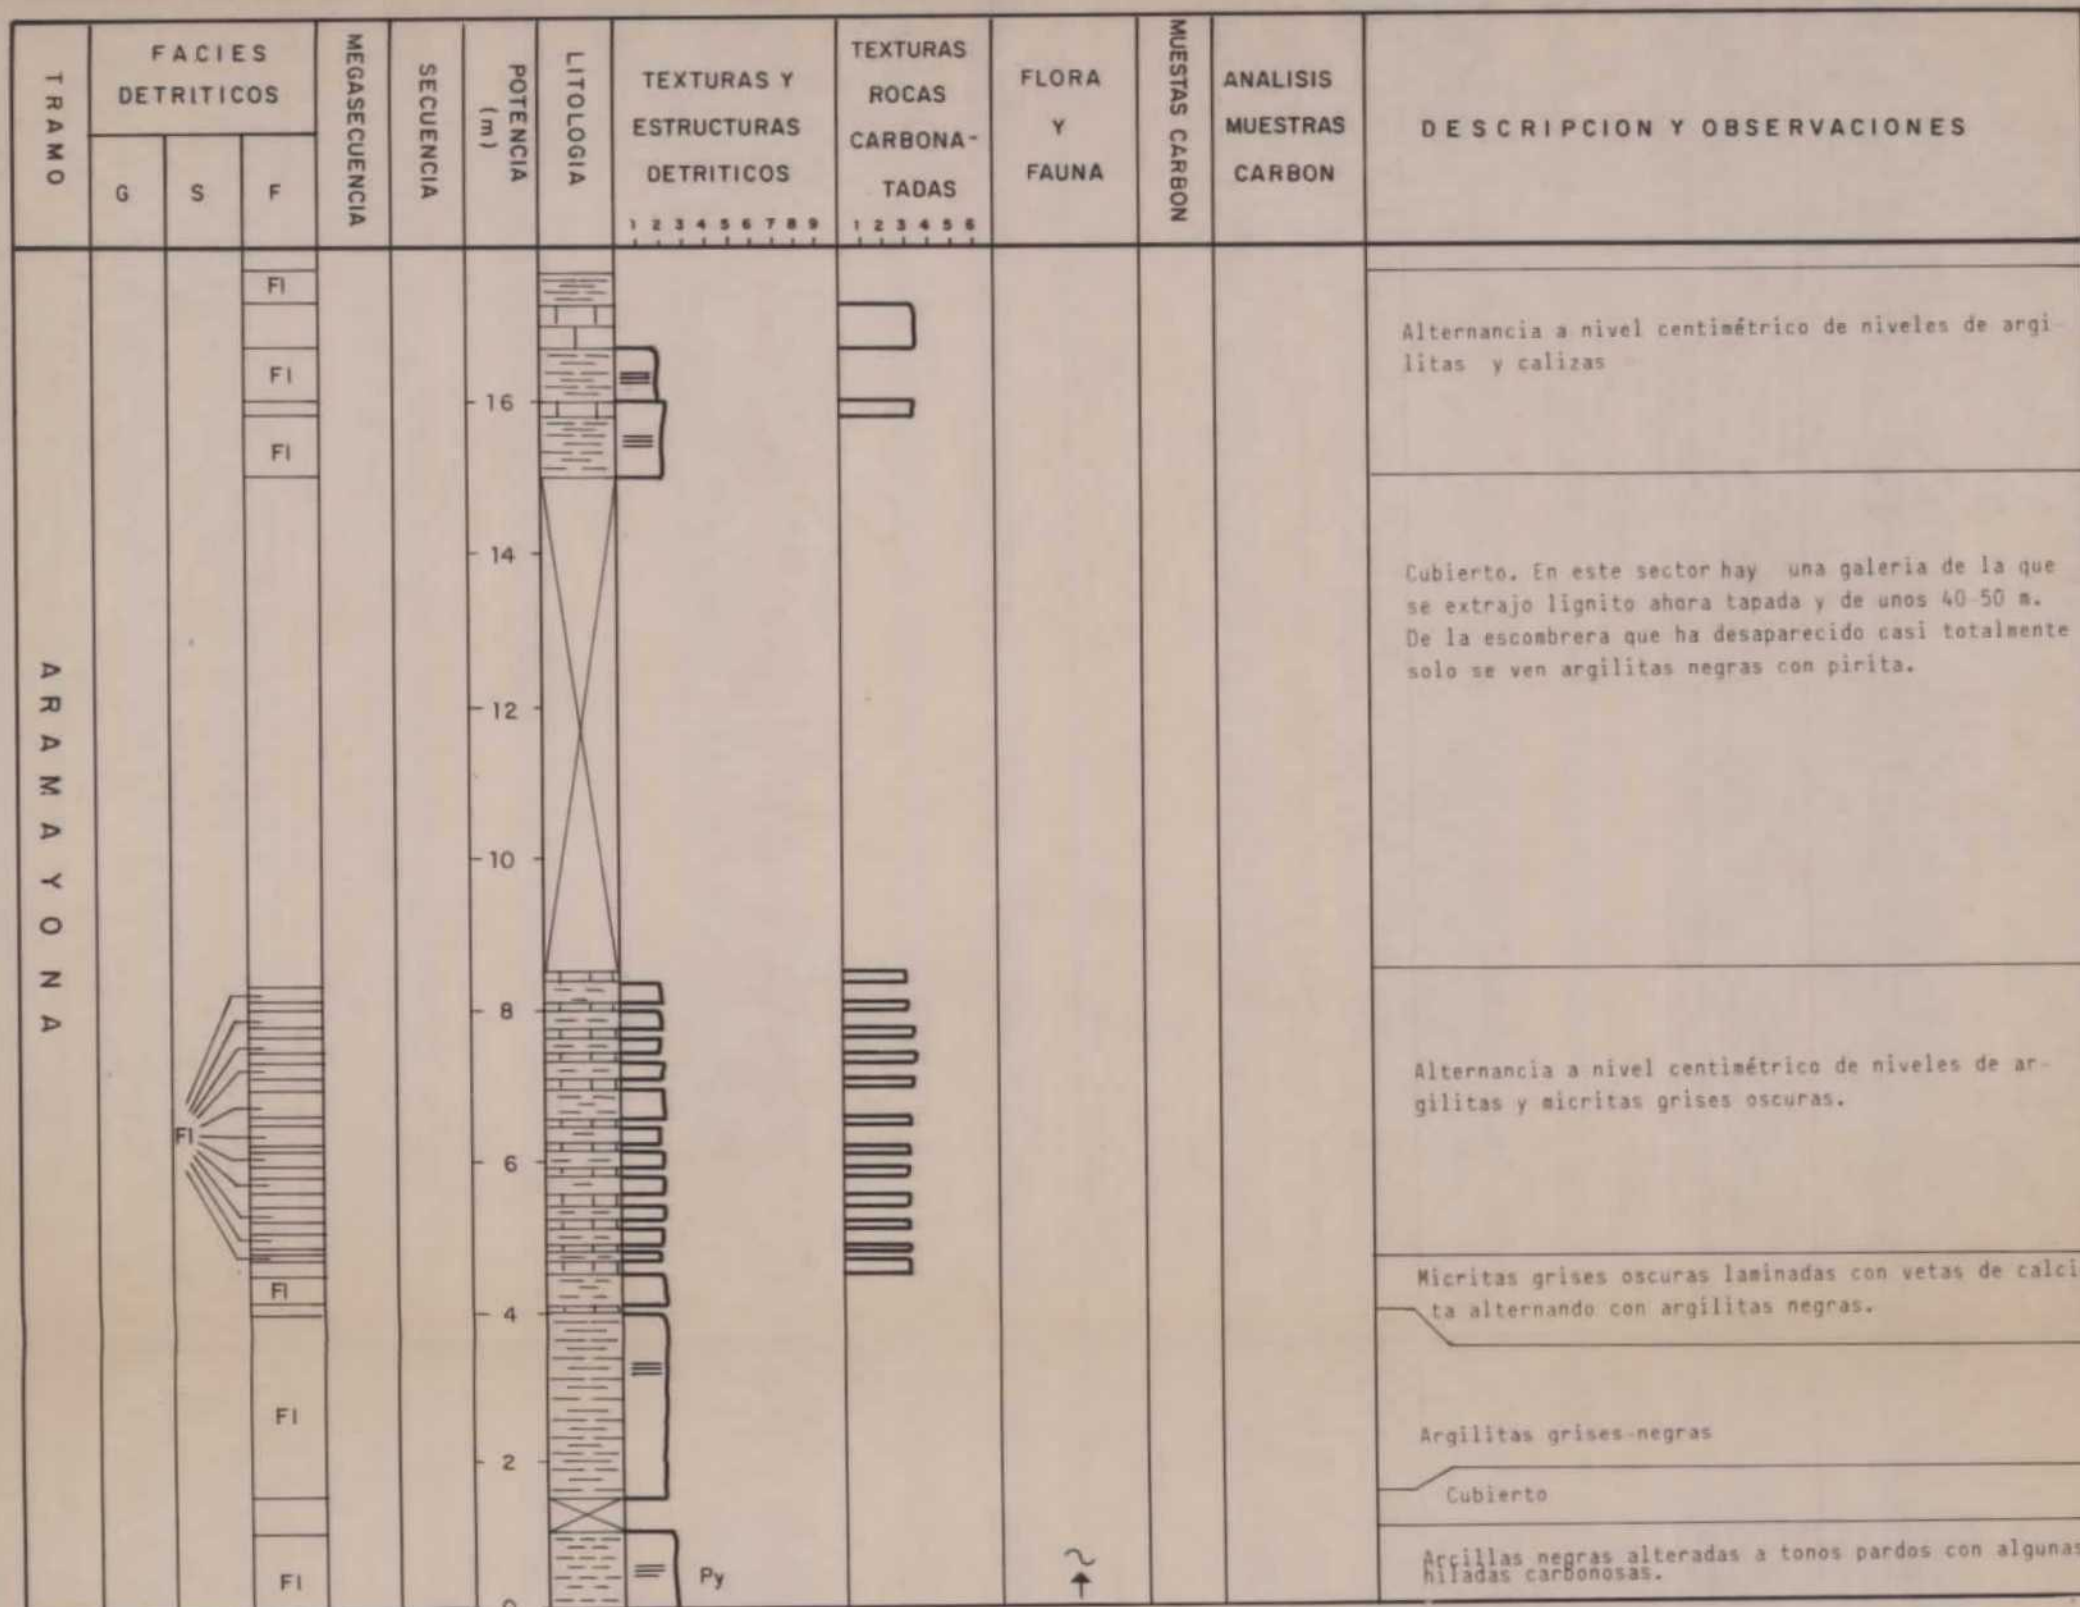 TRAMO
FACIES
DETRITICOS
G S F
MEGASECUENCIA
SECUENCIA
POTENCIA
(m)
LITOLOGIA
TEXTURAS Y
ESTRUCTURAS
DETRITICOS
1 2 3 4 5 6 7 8 9
TEXTURAS
ROCAS
CARBONA-
TADAS
1 2 3 4 5 6
FLORA
Y
FAUNA
MUESTAS CARBON
ANALISIS
MUESTRAS
CARBON
DESCRIPCION Y OBSERVACIONES
ARAMAYONA
Fl
Fl
Fl
Fl
Fl
Fl
Fl
16
14
12
10
8
6
4
2
0
Py
Alternancia a nivel centimétrico de niveles de argi-
litas y calizas
Cubierto. En este sector hay una galeria de la que
se extrajo lignito ahora tapada y de unos 40-50 m.
De la escombrera que ha desaparecido casi totalmente
solo se ven argilitas negras con pirita.
Alternancia a nivel centimétrico de niveles de ar-
gilitas y micritas grises oscuras.
Micritas grises oscuras laminadas con vetas de calci
ta alternando con argilitas negras.
Argilitas grises-negras
Cubierto
Arcillas negras alteradas a tonos pardos con algunas
hiladas carbonosas.